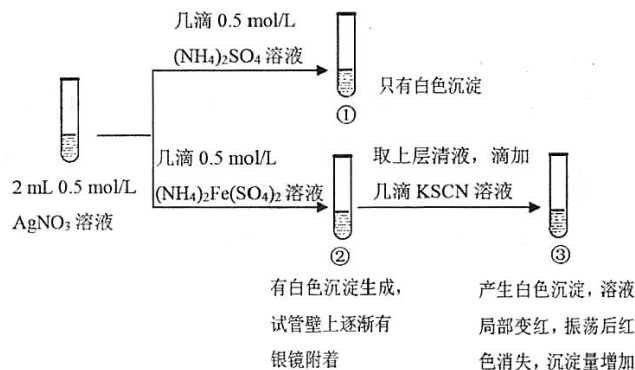 几滴 0.5 mol/L
(NH₄)₂SO₄ 溶液
只有白色沉淀
①
2 mL 0.5 mol/L
AgNO₃ 溶液
几滴 0.5 mol/L
(NH₄)₂Fe(SO₄)₂ 溶液
取上层清液，滴加
几滴 KSCN 溶液
②
③
有白色沉淀生成，
试管壁上逐渐有
银镜附着
产生白色沉淀，溶液
局部变红，振荡后红
色消失，沉淀量增加